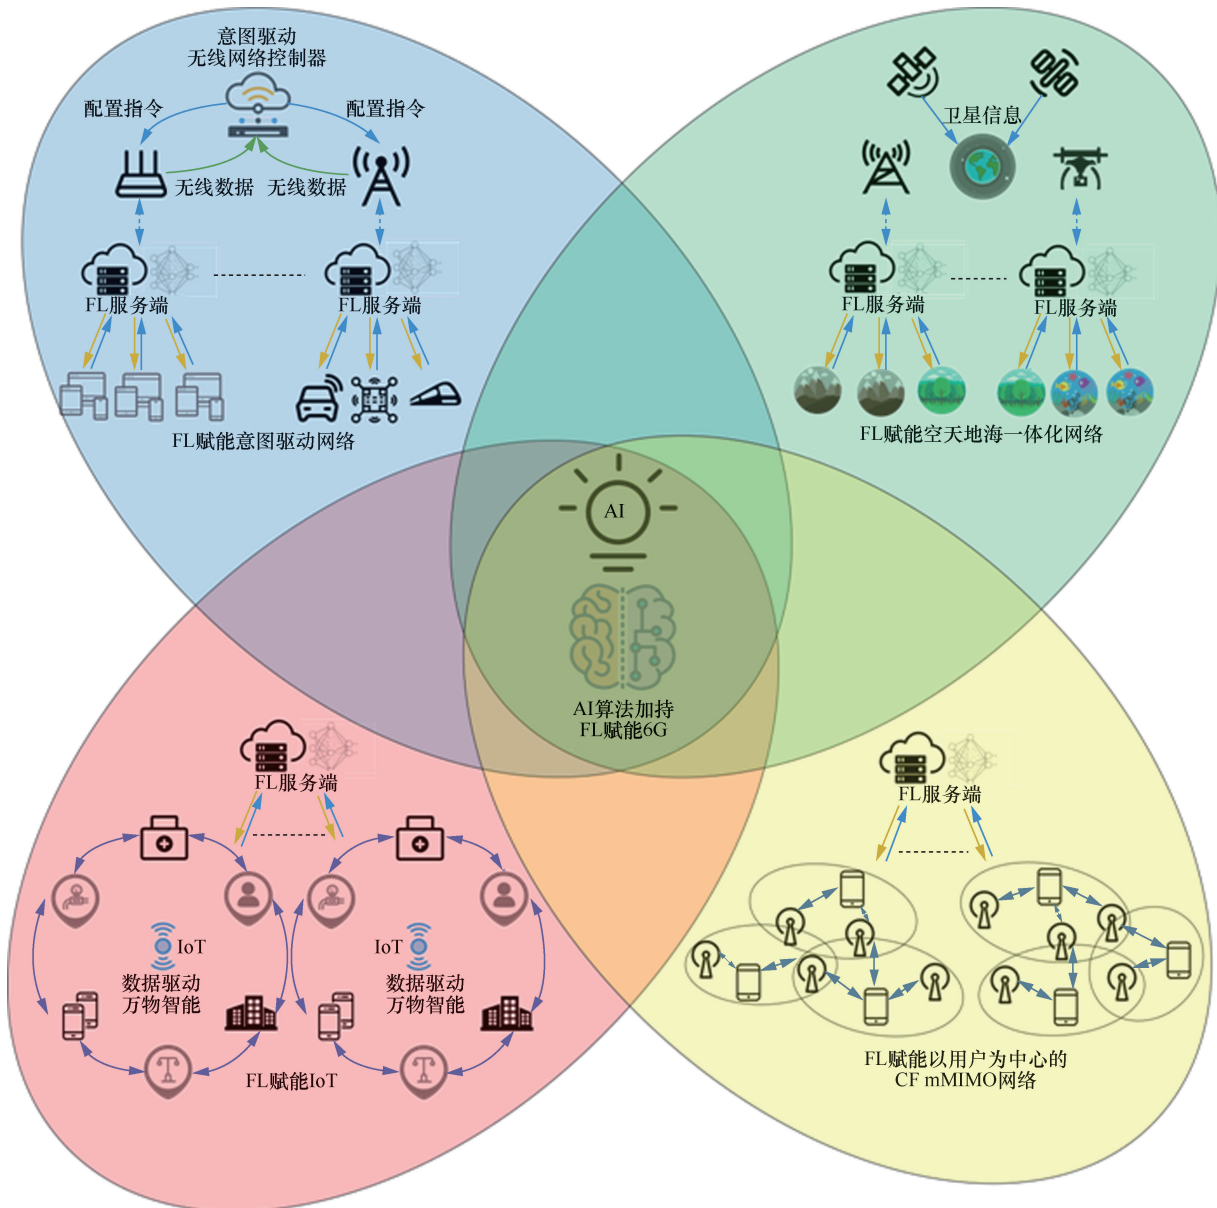 意图驱动
无线网络控制器
配置指令
配置指令
无线数据
无线数据
FL服务端
FL服务端
FL赋能意图驱动网络
卫星信息
FL服务端
FL服务端
FL赋能空天地海一体化网络
AI
AI算法加持
FL赋能6G
FL服务端
IoT
数据驱动
万物智能
IoT
数据驱动
万物智能
FL赋能IoT
FL服务端
FL赋能以用户为中心的
CF mMIMO网络